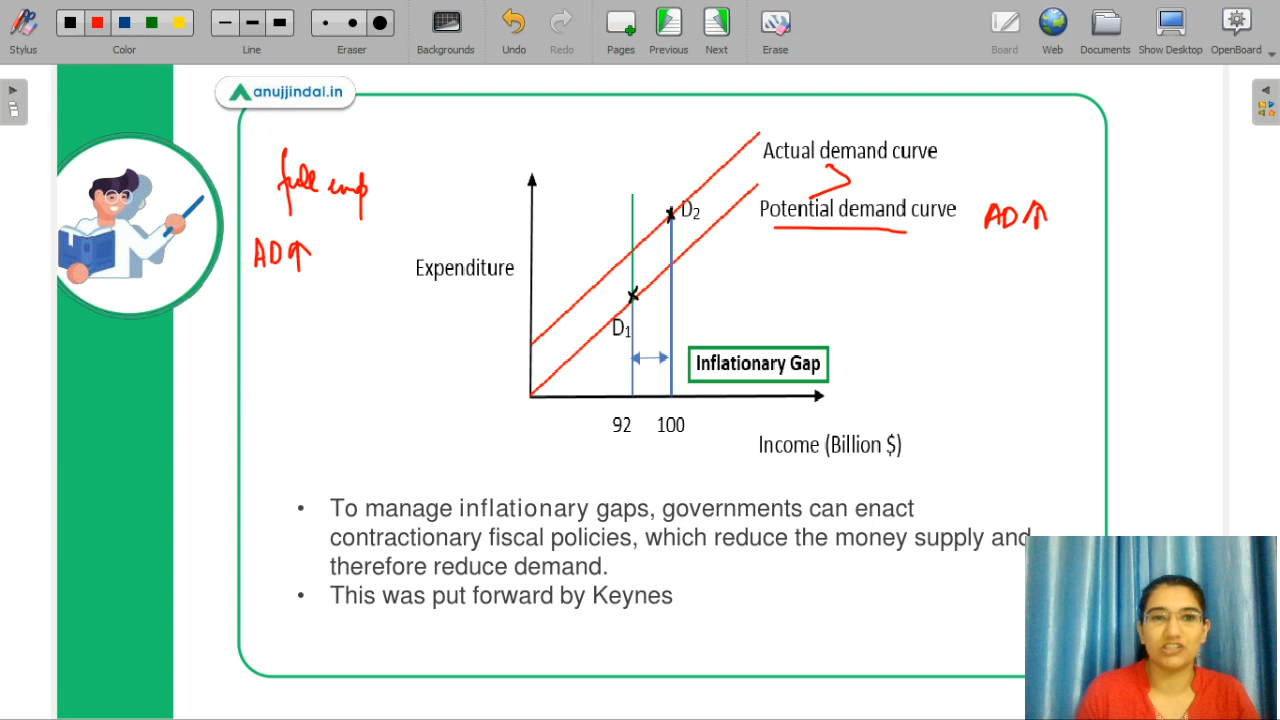 Stylus
Color
Line
Eraser
Backgrounds
Undo
Redo
Pages
Previous
Next
Erase
Board
Web
Documents
Show Desktop
OpenBoard
anujjindal.in
full emp
AD↑
Actual demand curve
>
Potential demand curve
AD↑
D2
Expenditure
D1
Inflationary Gap
92 100
Income (Billion $)
• To manage inflationary gaps, governments can enact
contractionary fiscal policies, which reduce the money supply and
therefore reduce demand.
• This was put forward by Keynes